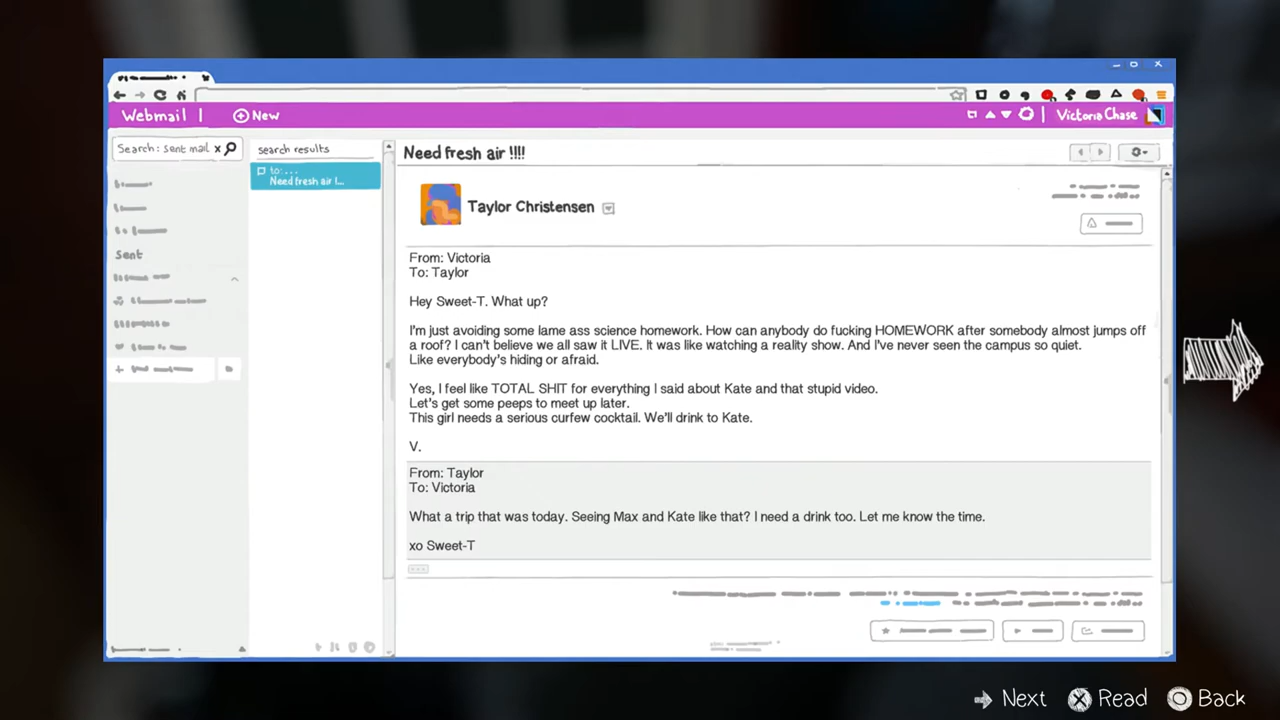 Webmail |
+ New
Victoria Chase
Search: sent mail x
search results
Need fresh air !!!!
to:...
Need fresh air !...
Taylor Christensen
Sent
From: Victoria
To: Taylor
Hey Sweet-T. What up?
I'm just avoiding some lame ass science homework. How can anybody do fucking HOMEWORK after somebody almost jumps off
a roof? I can't believe we all saw it LIVE. It was like watching a reality show. And I've never seen the campus so quiet.
Like everybody's hiding or afraid.
Yes, I feel like TOTAL SHIT for everything I said about Kate and that stupid video.
Let's get some peeps to meet up later.
This girl needs a serious curfew cocktail. We'll drink to Kate.
V.
From: Taylor
To: Victoria
What a trip that was today. Seeing Max and Kate like that? I need a drink too. Let me know the time.
xo Sweet-T
Next
Read
Back